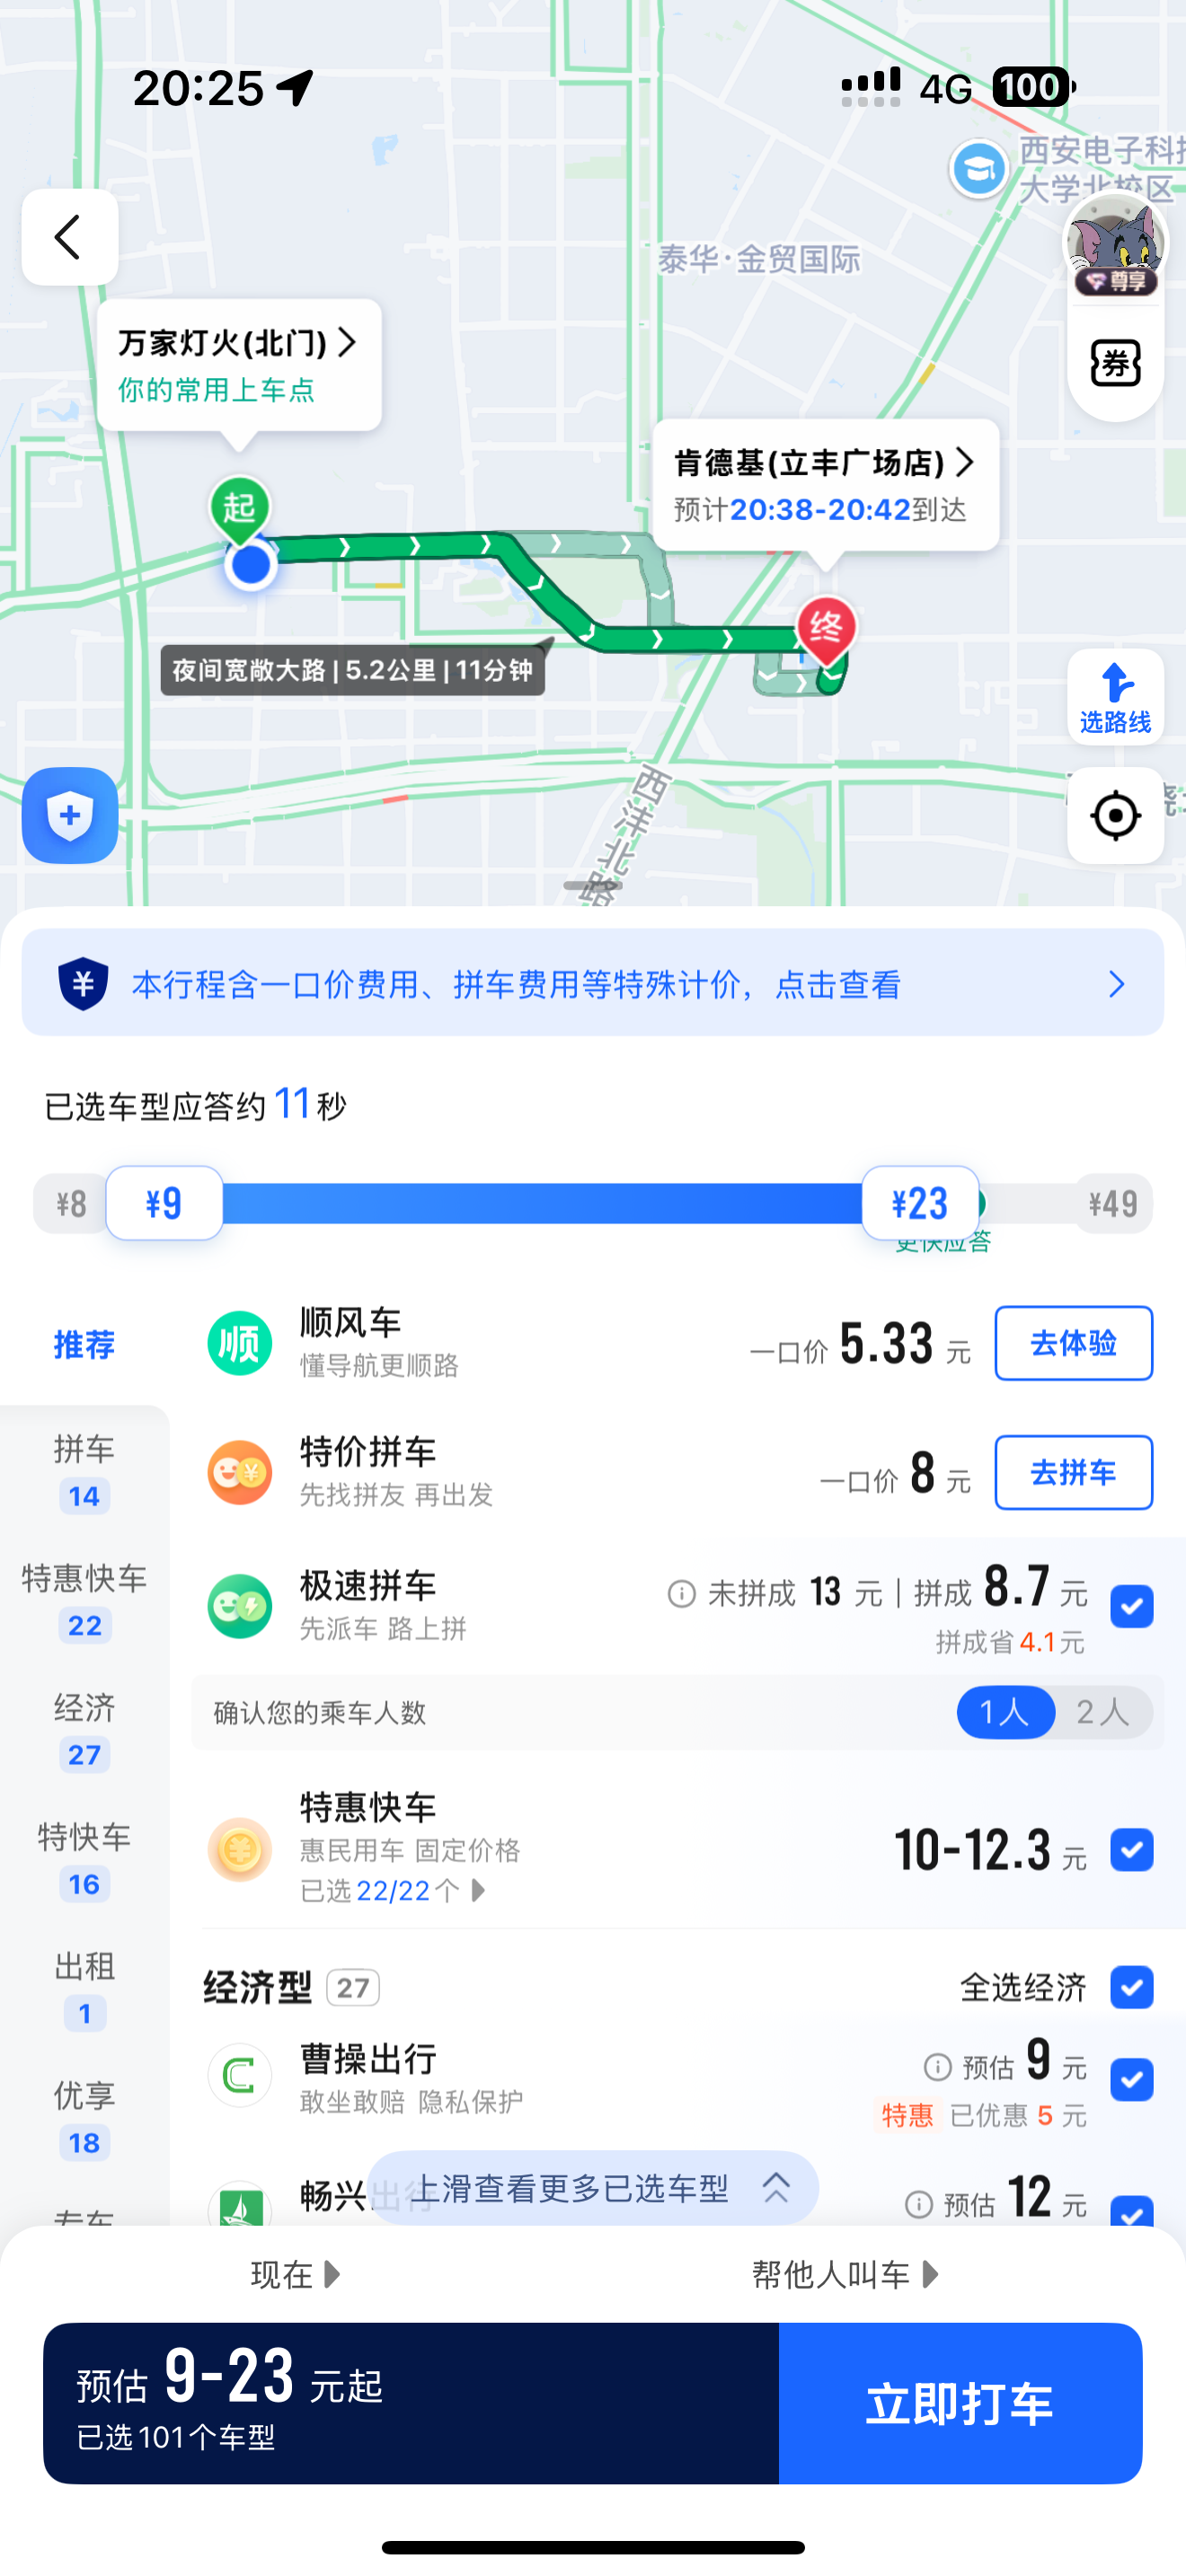 20:25
4G
100
西安电子科技
大学北校区
泰华·金贸国际
尊享
券
万家灯火(北门)
你的常用上车点
肯德基(立丰广场店)
预计20:38-20:42到达
起
终
夜间宽敞大路|5.2公里|11分钟
选路线
西洋北路
本行程含一口价费用、拼车费用等特殊计价，点击查看
已选车型应答约11秒
¥8
¥9
¥23
¥49
更快应答
推荐
顺
顺风车
一口价 5.33 元
去体验
懂导航更顺路
拼车
14
特价拼车
一口价 8 元
去拼车
先找拼友 再出发
特惠快车
22
极速拼车
未拼成 13 元 | 拼成 8.7 元
先派车 路上拼
拼成省4.1元
经济
27
确认您的乘车人数
1人
2人
特快车
16
特惠快车
惠民用车 固定价格
10-12.3 元
已选22/22个
出租
1
经济型 27
全选经济
曹操出行
预估 9 元
敢坐敢赔 隐私保护
特惠 已优惠 5 元
优享
18
畅兴出行
预估 12 元
上滑查看更多已选车型
专车
现在
帮他人叫车
预估 9-23 元起
已选101个车型
立即打车